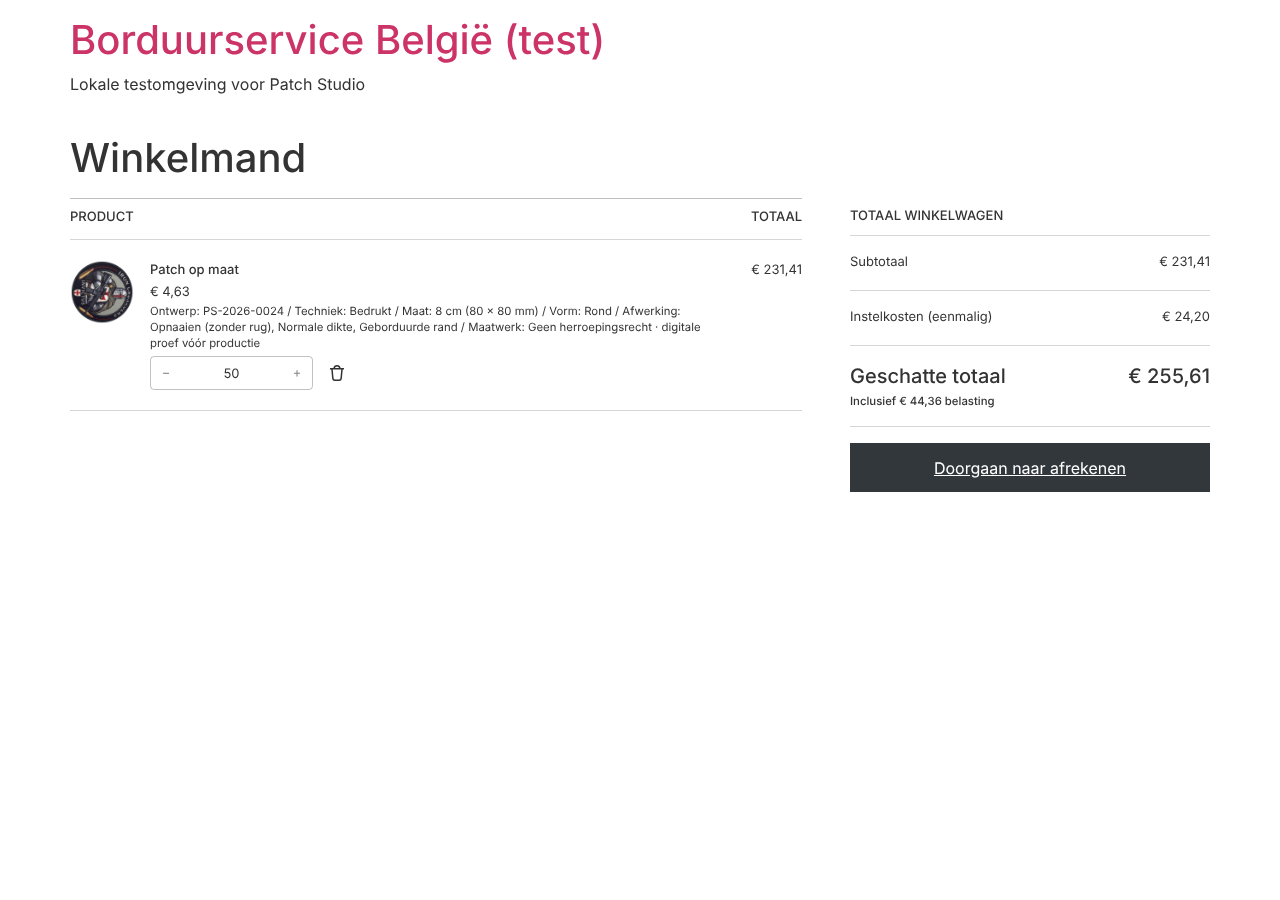 Borduurservice België (test)
Lokale testomgeving voor Patch Studio
Winkelmand
PRODUCT TOTAAL
Patch op maat € 231,41
€ 4,63
Ontwerp: PS-2026-0024 / Techniek: Bedrukt / Maat: 8 cm (80 × 80 mm) / Vorm: Rond / Afwerking:
Opnaaien (zonder rug), Normale dikte, Geborduurde rand / Maatwerk: Geen herroepingsrecht · digitale
proef vóór productie
− 50 +
TOTAAL WINKELWAGEN
Subtotaal € 231,41
Instelkosten (eenmalig) € 24,20
Geschatte totaal € 255,61
Inclusief € 44,36 belasting
Doorgaan naar afrekenen